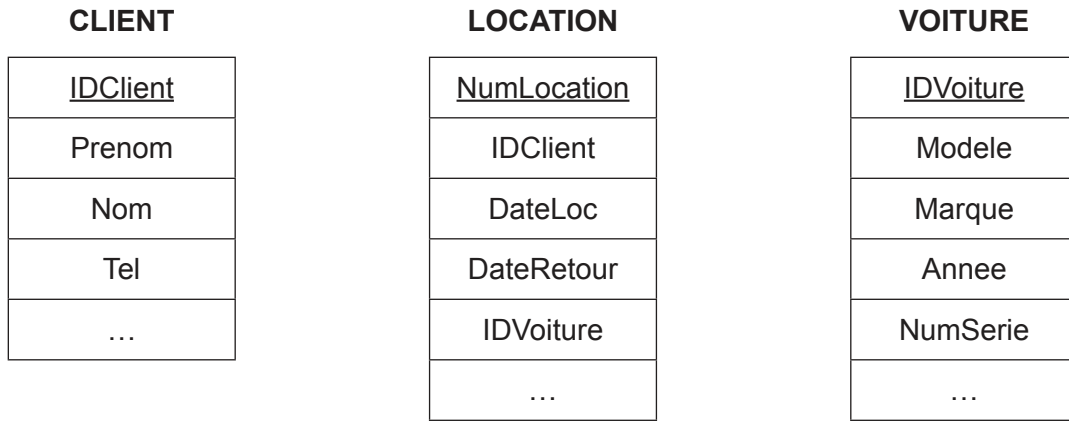 CLIENT
IDClient
Prenom
Nom
Tel
…
LOCATION
NumLocation
IDClient
DateLoc
DateRetour
IDVoiture
…
VOITURE
IDVoiture
Modele
Marque
Annee
NumSerie
…